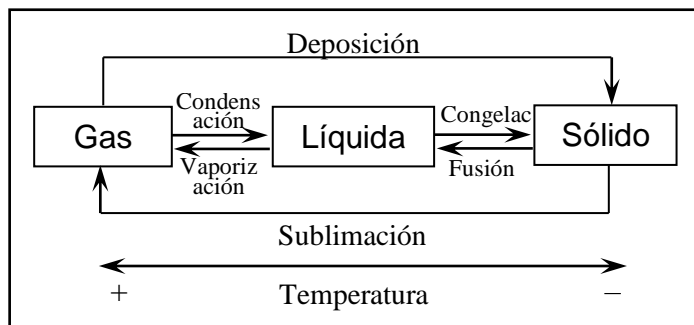 Deposición
Condens
ación
Congelac
Gas
Líquida
Sólido
Vaporiz
ación
Fusión
Sublimación
+ Temperatura –